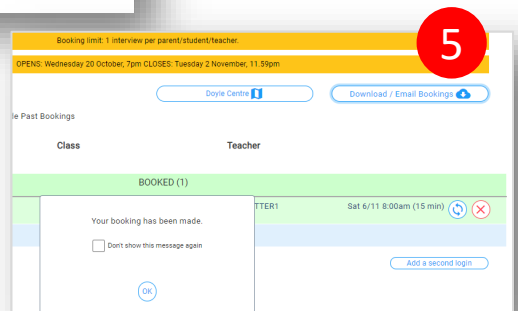 Booking limit: 1 interview per parent/student/teacher.
5
OPENS: Wednesday 20 October, 7pm CLOSES: Tuesday 2 November, 11.59pm
Doyle Centre
Download / Email Bookings
le Past Bookings
Class Teacher
BOOKED (1)
TTER1 Sat 6/11 8:00am (15 min)
Your booking has been made.
Don't show this message again
Add a second login
OK